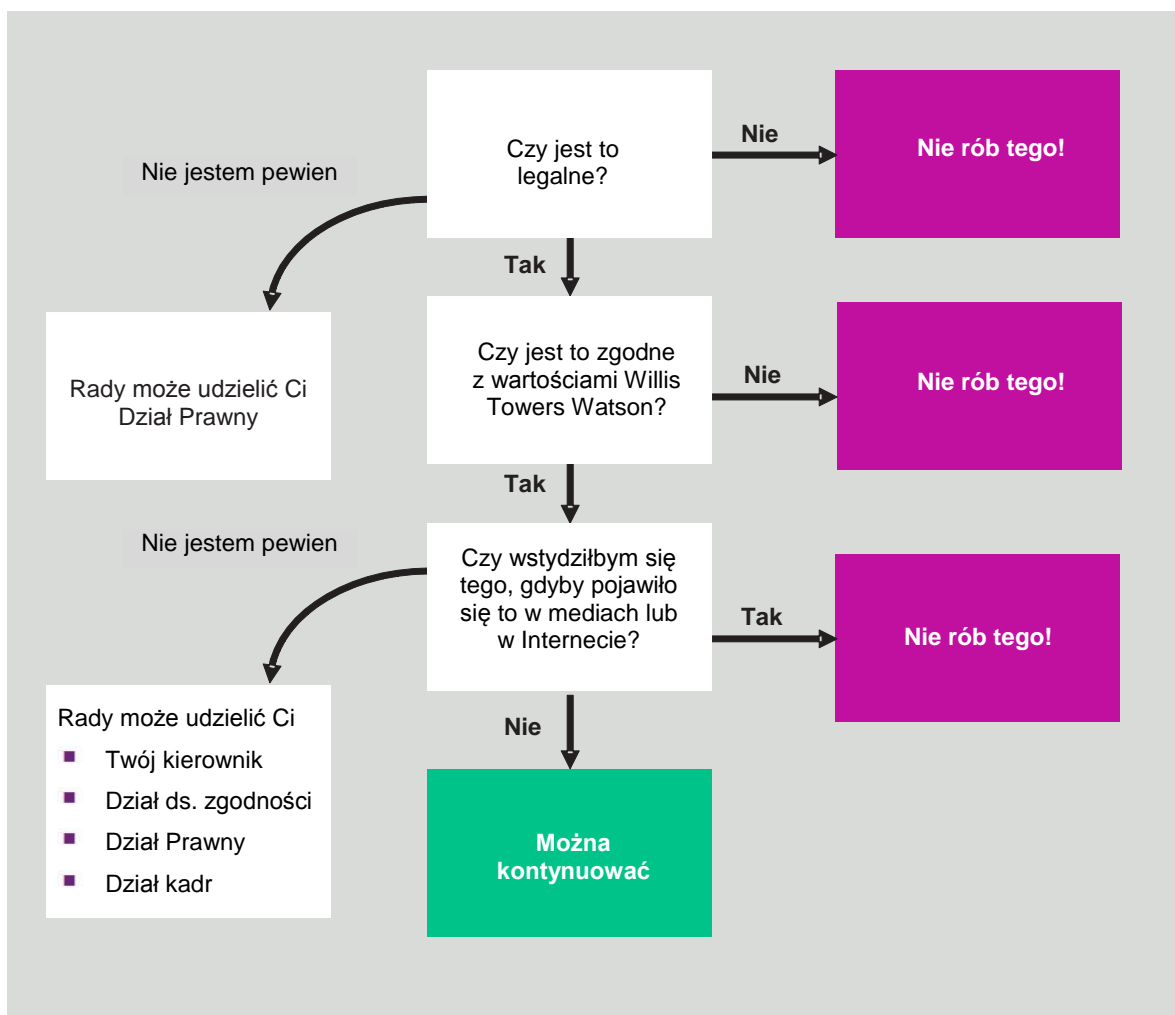 Czy jest to
legalne?
Nie
Nie rób tego!
Nie jestem pewien
Tak
Rady może udzielić Ci
Dział Prawny
Czy jest to zgodne
z wartościami Willis
Towers Watson?
Nie
Nie rób tego!
Tak
Nie jestem pewien
Czy wstydziłbym się
tego, gdyby pojawiło
się to w mediach lub
w Internecie?
Tak
Nie rób tego!
Rady może udzielić Ci
Twój kierownik
Dział ds. zgodności
Dział Prawny
Dział kadr
Nie
Można
kontynuować